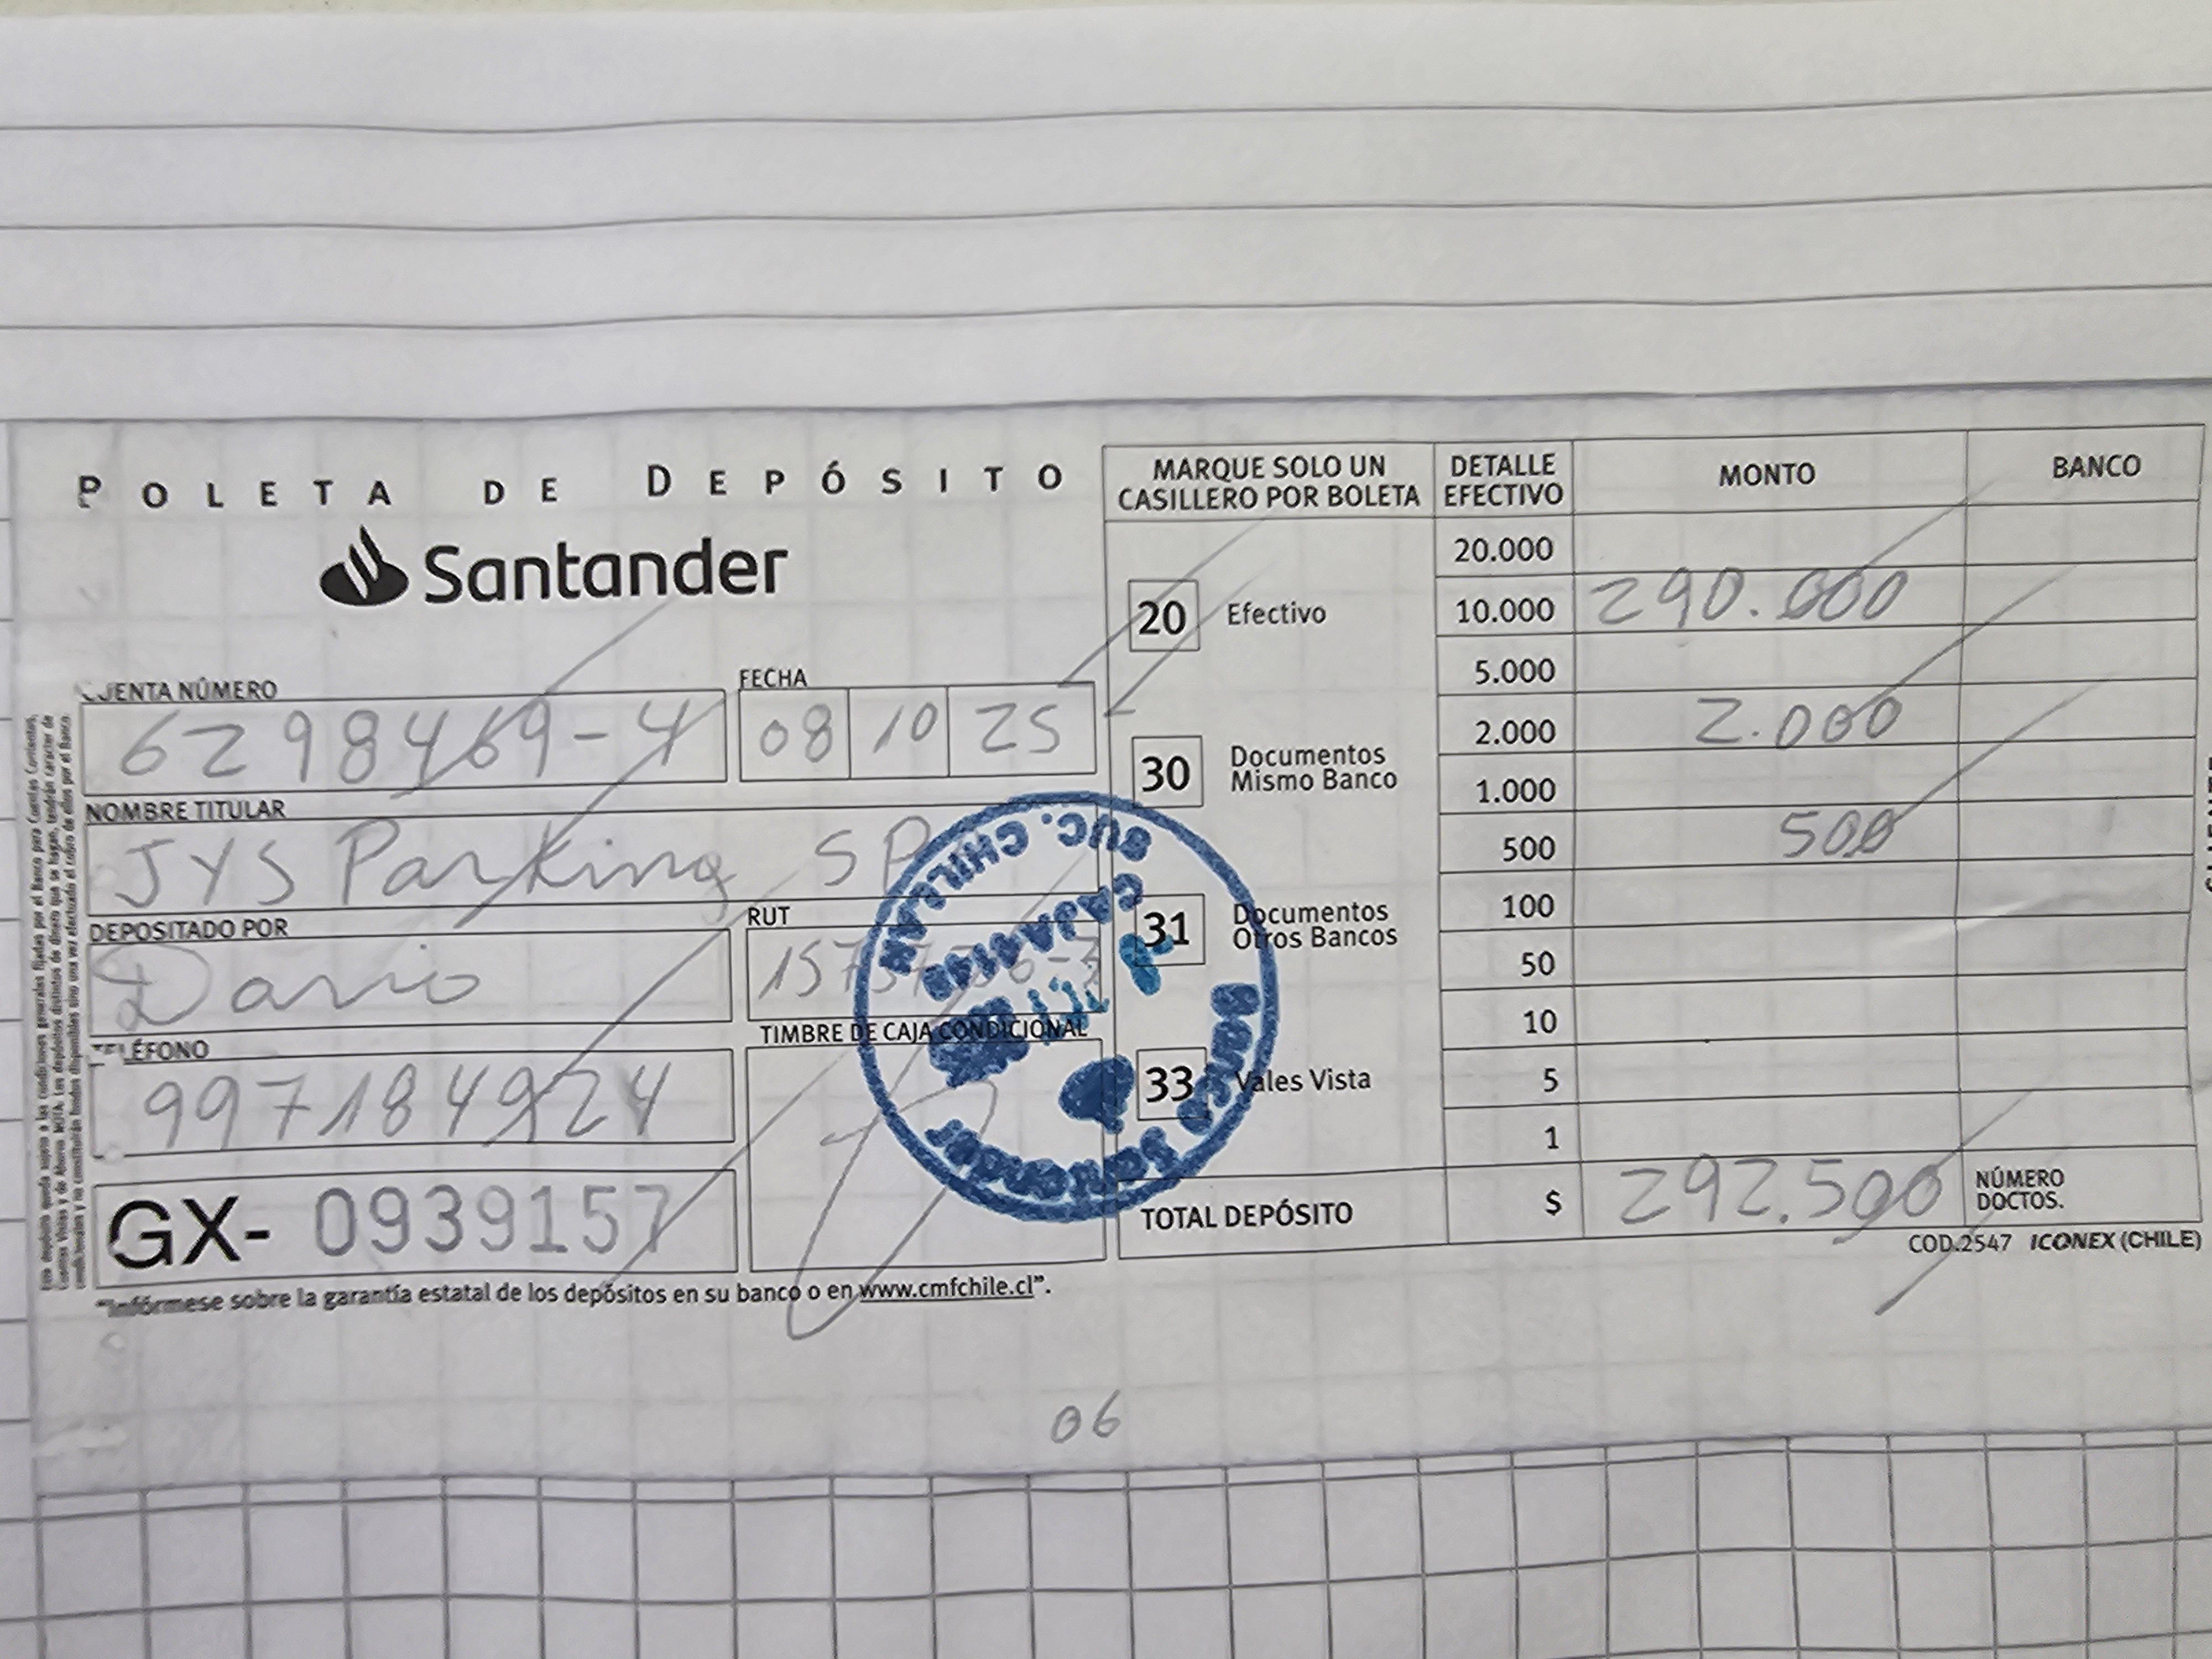 POLETA DE DEPÓSITO
Santander
CUENTA NÚMERO
6298469-4
FECHA
08 10 25
NOMBRE TITULAR
JYS Parking SP
DEPOSITADO POR
Dario
RUT
TIMBRE DE CAJA CONDICIONAL
TELÉFONO
997184924
GX- 0939157
"Infórmese sobre la garantía estatal de los depósitos en su banco o en www.cmfchile.cl".
MARQUE SOLO UN CASILLERO POR BOLETA
20 Efectivo
30 Documentos Mismo Banco
31 Documentos Otros Bancos
33 Vales Vista
DETALLE EFECTIVO MONTO BANCO
20.000
10.000 290.000
5.000
2.000 2.000
1.000
500 500
100
50
10
5
1
TOTAL DEPÓSITO $ 292.500 NÚMERO DOCTOS.
COD.2547 ICONEX (CHILE)
SUC. CHILLAN
06